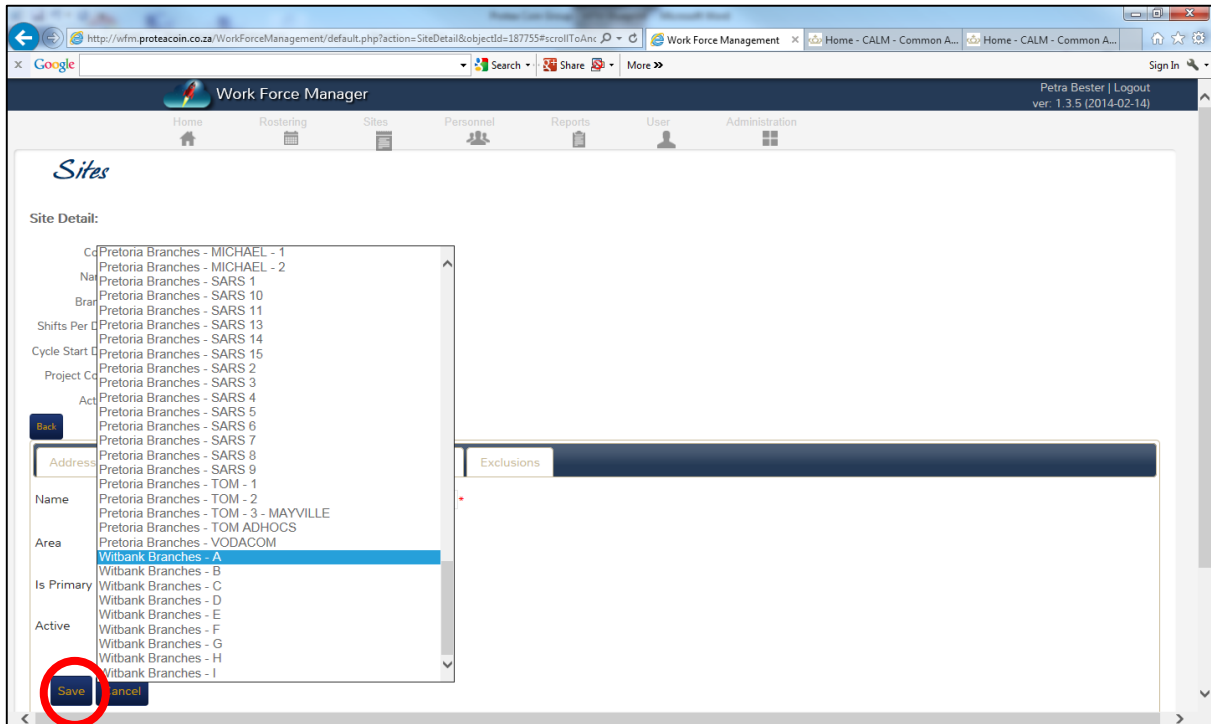 http://wfm.proteacoin.co.za/WorkForceManagement/default.php?action=SiteDetail&objectId=187755#scrollToAnc
Work Force Management
Home - CALM - Common A...
Home - CALM - Common A...
Google
Search
Share
More
Sign In
Work Force Manager
Petra Bester | Logout
ver: 1.3.5 (2014-02-14)
Home Rostering Sites Personnel Reports User Administration
Sites
Site Detail:
Pretoria Branches - MICHAEL - 1
Pretoria Branches - MICHAEL - 2
Pretoria Branches - SARS 1
Pretoria Branches - SARS 10
Pretoria Branches - SARS 11
Shifts Per D
Pretoria Branches - SARS 13
Pretoria Branches - SARS 14
Cycle Start D
Pretoria Branches - SARS 15
Pretoria Branches - SARS 2
Project Co
Pretoria Branches - SARS 3
Pretoria Branches - SARS 4
Act
Pretoria Branches - SARS 5
Back
Pretoria Branches - SARS 6
Pretoria Branches - SARS 7
Pretoria Branches - SARS 8
Address
Exclusions
Pretoria Branches - SARS 9
Pretoria Branches - TOM - 1
Name
Pretoria Branches - TOM - 2
*
Pretoria Branches - TOM - 3 - MAYVILLE
Pretoria Branches - TOM ADHOCS
Area
Pretoria Branches - VODACOM
Witbank Branches - A
Witbank Branches - B
Is Primary
Witbank Branches - C
Witbank Branches - D
Witbank Branches - E
Active
Witbank Branches - F
Witbank Branches - G
Witbank Branches - H
Witbank Branches - I
Save
Cancel